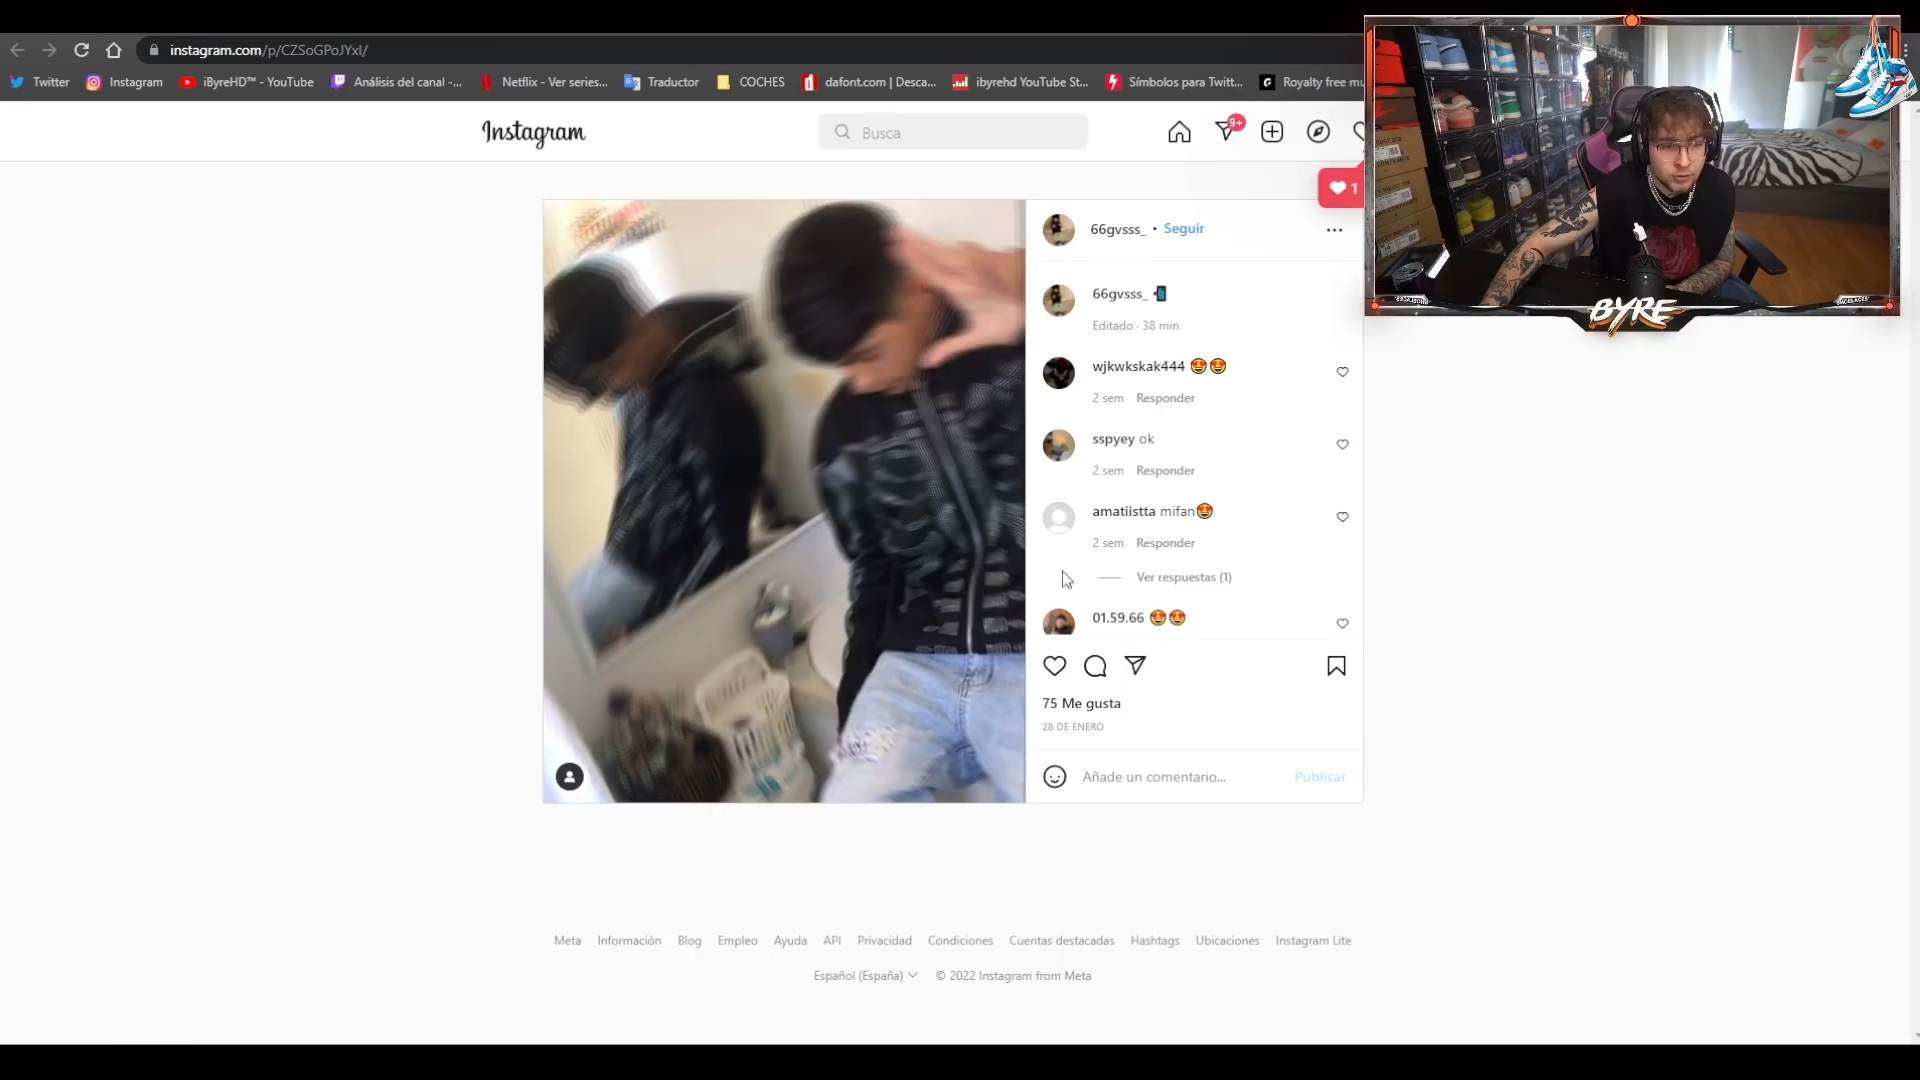 instagram.com/p/CZSoGPoJYxI/
Twitter
Instagram
iByreHD™ - YouTube
Análisis del canal -...
Netflix - Ver series...
Traductor
COCHES
dafont.com | Desca...
ibyrehd YouTube St...
Símbolos para Twitt...
Royalty free mu
Instagram
Busca
9+
1
66gvsss_ • Seguir
66gvsss_
Editado · 38 min
wjkwkskak444 🤩🤩
2 sem Responder
sspyey ok
2 sem Responder
amatiistta mifan🤩
2 sem Responder
Ver respuestas (1)
01.59.66 🤩🤩
75 Me gusta
28 DE ENERO
Añade un comentario...
Publicar
BYRE
Meta
Información
Blog
Empleo
Ayuda
API
Privacidad
Condiciones
Cuentas destacadas
Hashtags
Ubicaciones
Instagram Lite
Español (España)
© 2022 Instagram from Meta